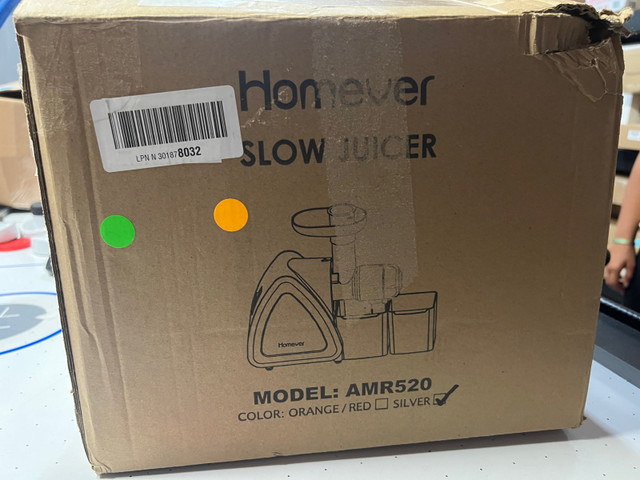 Homever
SLOW JUICER
LPN N 301878032
Homever
MODEL: AMR520
COLOR: ORANGE/RED SILVER